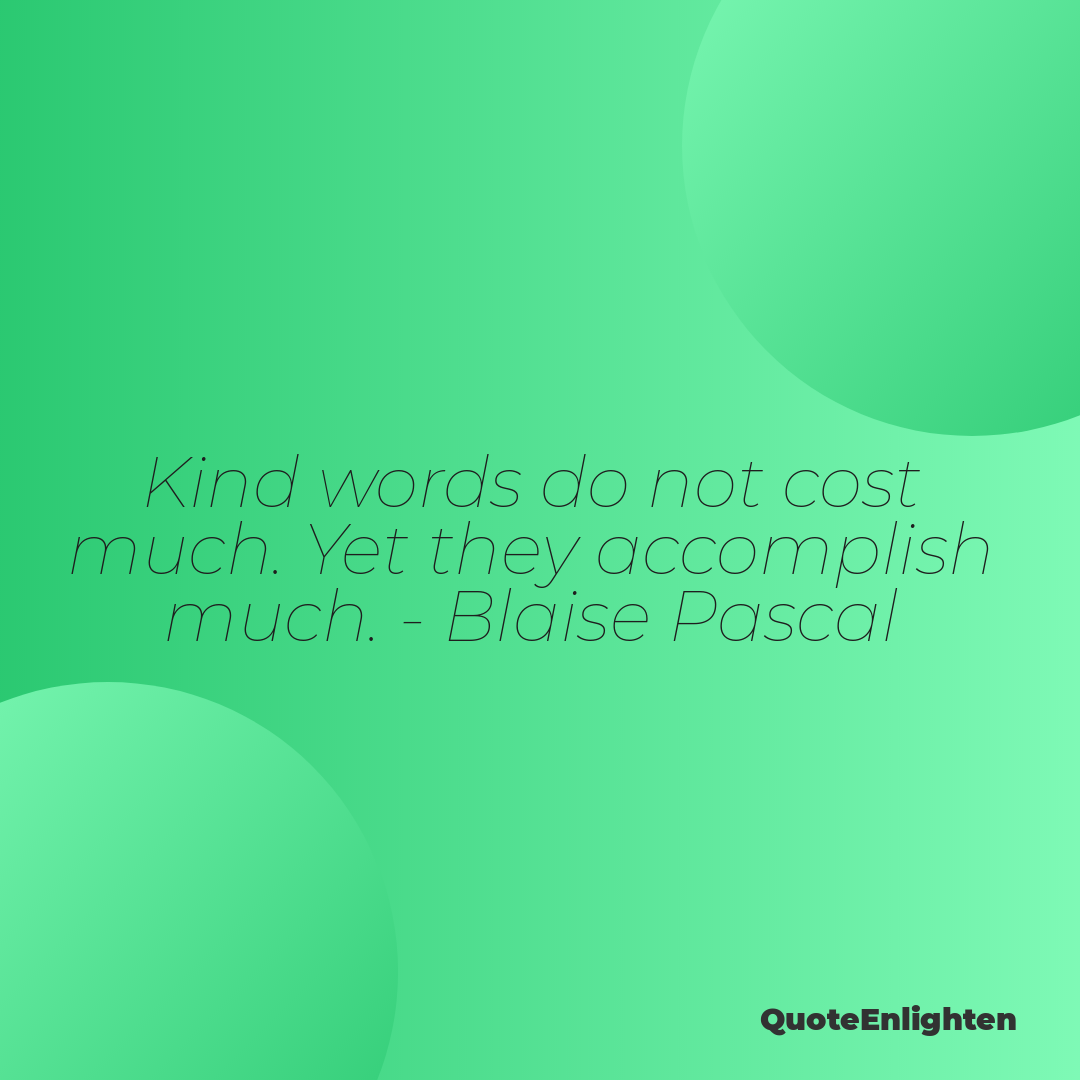 Kind words do not cost
much. Yet they accomplish
much. - Blaise Pascal
QuoteEnlighten